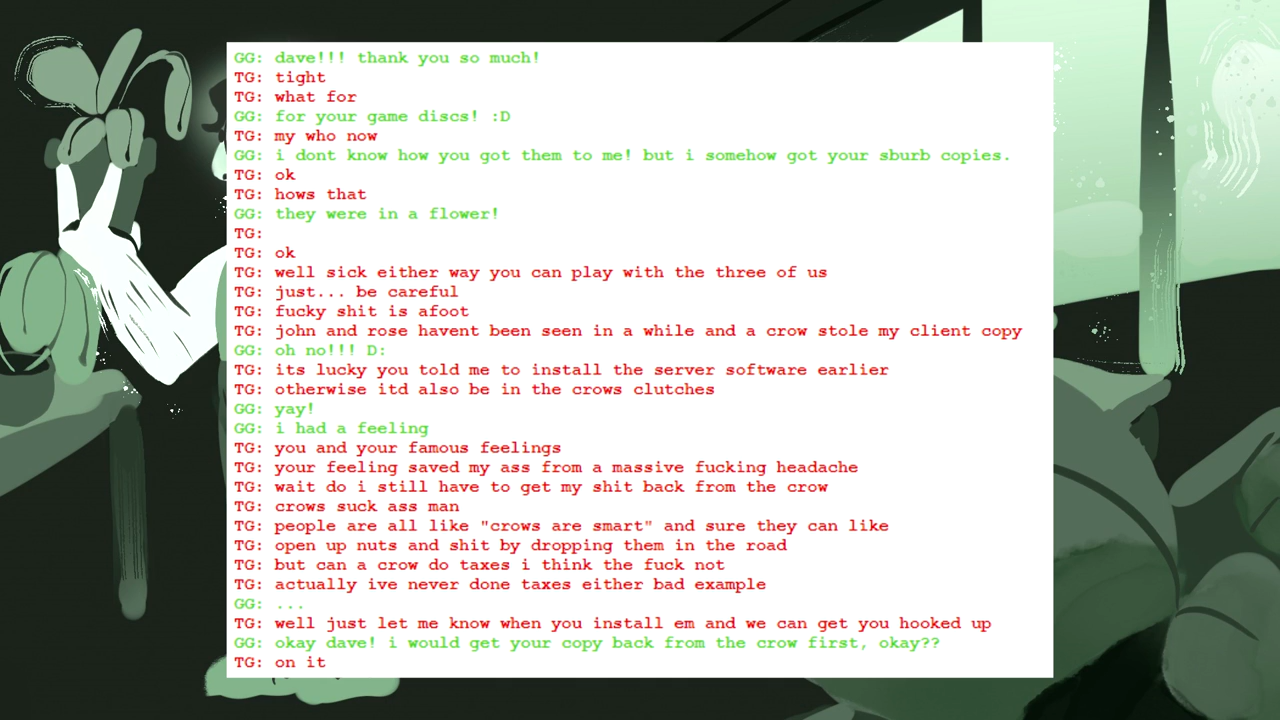 GG: dave!!! thank you so much!
TG: tight
TG: what for
GG: for your game discs! :D
TG: my who now
GG: i dont know how you got them to me! but i somehow got your sburb copies.
TG: ok
TG: hows that
GG: they were in a flower!
TG:
TG: ok
TG: well sick either way you can play with the three of us
TG: just... be careful
TG: fucky shit is afoot
TG: john and rose havent been seen in a while and a crow stole my client copy
GG: oh no!!! D:
TG: its lucky you told me to install the server software earlier
TG: otherwise itd also be in the crows clutches
GG: yay!
GG: i had a feeling
TG: you and your famous feelings
TG: your feeling saved my ass from a massive fucking headache
TG: wait do i still have to get my shit back from the crow
TG: crows suck ass man
TG: people are all like "crows are smart" and sure they can like
TG: open up nuts and shit by dropping them in the road
TG: but can a crow do taxes i think the fuck not
TG: actually ive never done taxes either bad example
GG: ...
TG: well just let me know when you install em and we can get you hooked up
GG: okay dave! i would get your copy back from the crow first, okay??
TG: on it